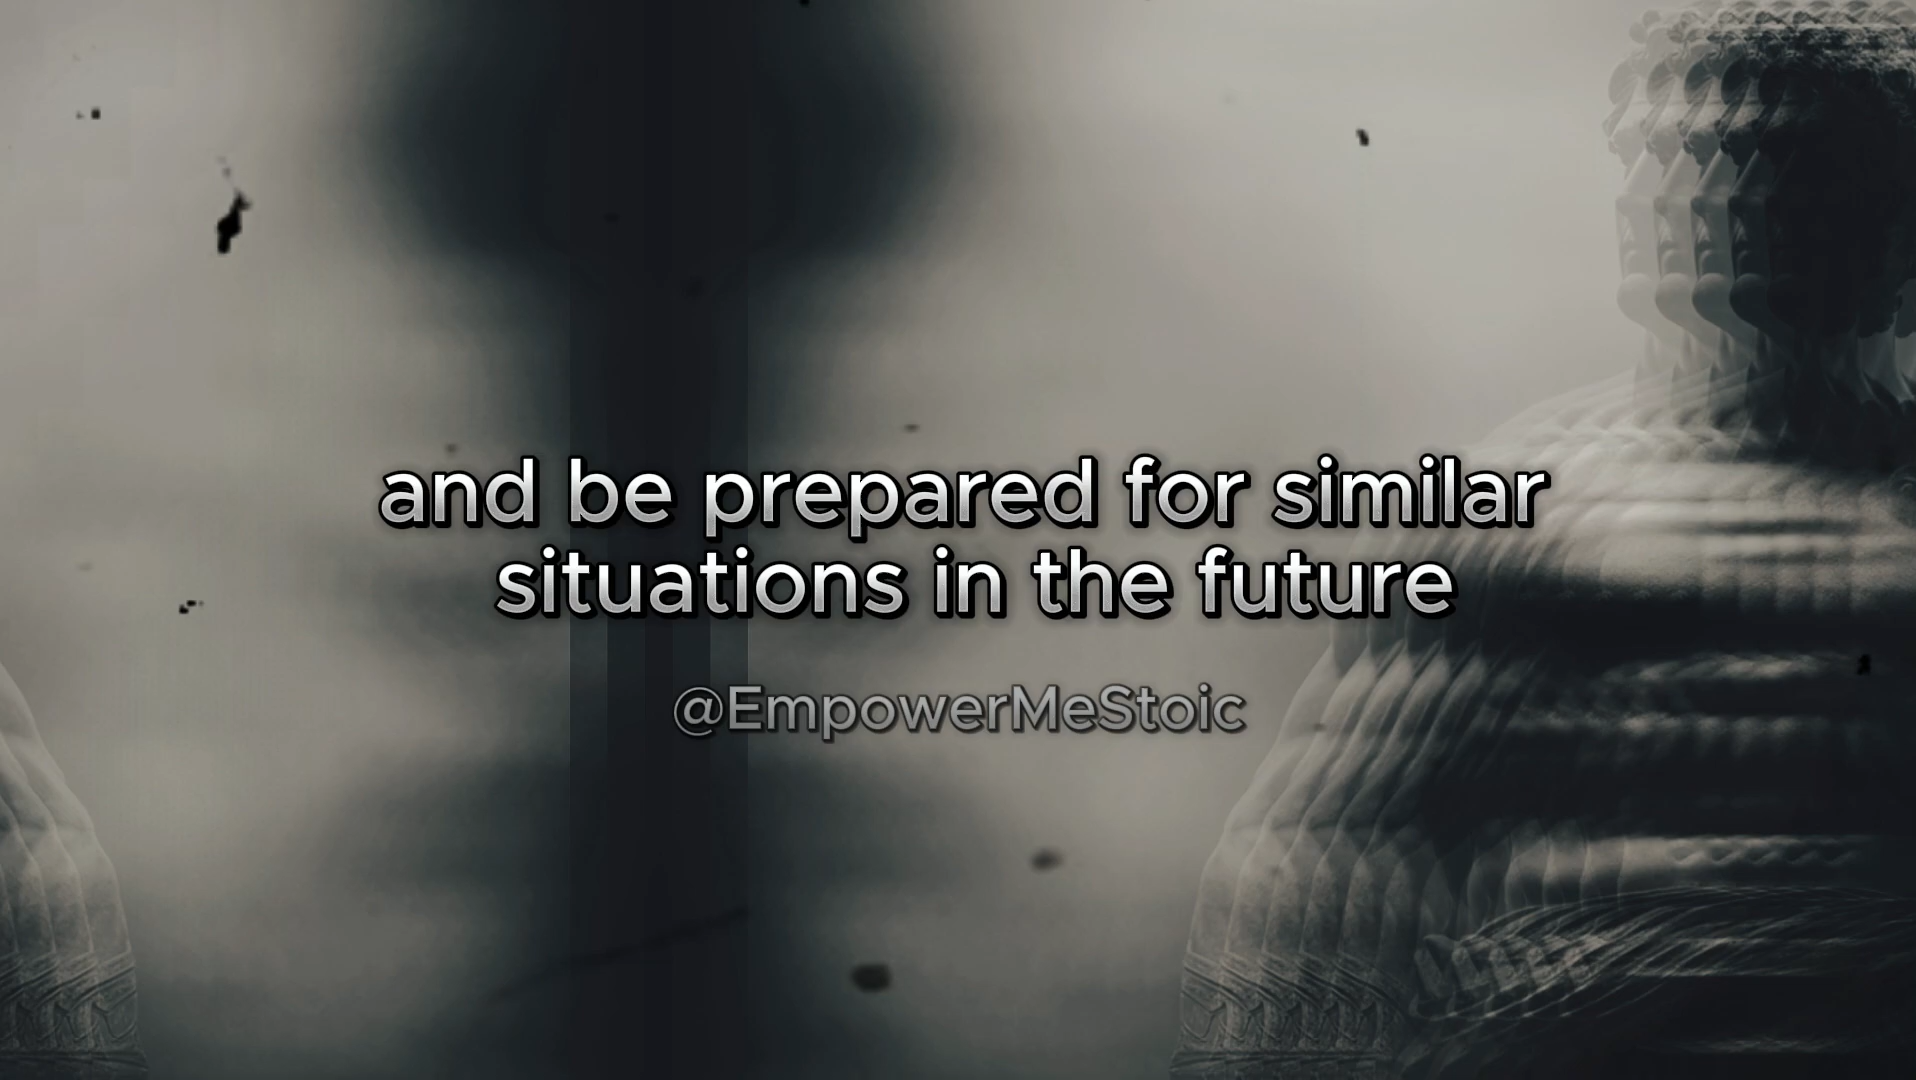 and be prepared for similar
situations in the future
@EmpowerMeStoic